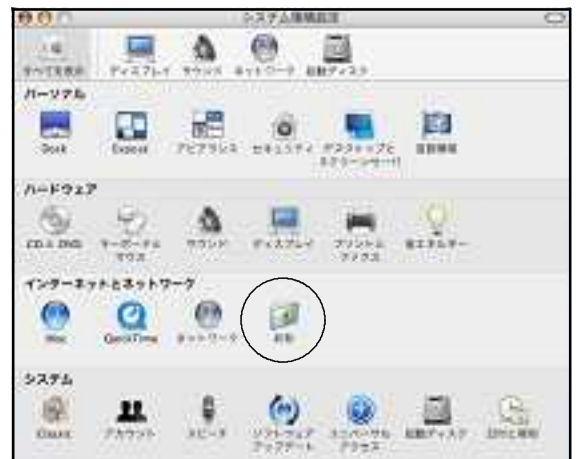 システム環境設定
すべてを表示 ディスプレイ サウンド ネットワーク 起動ディスク
パーソナル
Dock Exposé アピアランス セキュリティ デスクトップと
スクリーンセーバ 言語環境
ハードウェア
CD と DVD キーボードと
マウス サウンド ディスプレイ プリントと
ファクス 省エネルギー
インターネットとネットワーク
.Mac QuickTime ネットワーク 共有
システム
Classic アカウント スピーチ ソフトウェア
アップデート ユニバーサル
アクセス 起動ディスク 日付と時刻